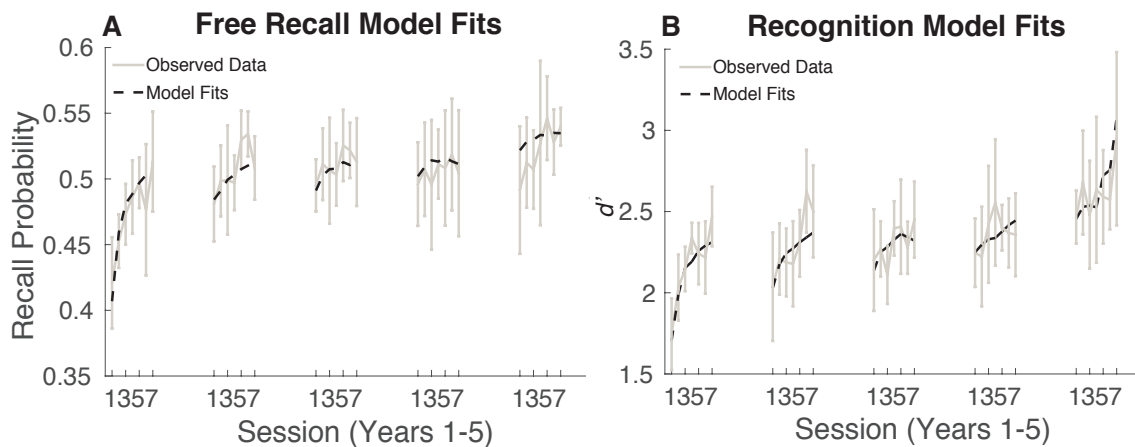 A Free Recall Model Fits
Observed Data
Model Fits
Recall Probability
0.6
0.55
0.5
0.45
0.4
0.35
1357 1357 1357 1357 1357
Session (Years 1-5)
B Recognition Model Fits
Observed Data
Model Fits
d'
3.5
3
2.5
2
1.5
1357 1357 1357 1357 1357
Session (Years 1-5)